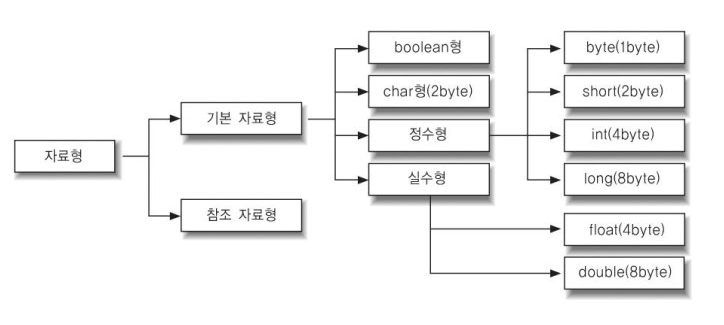 자료형
기본 자료형
참조 자료형
boolean형
char형(2byte)
정수형
실수형
byte(1byte)
short(2byte)
int(4byte)
long(8byte)
float(4byte)
double(8byte)